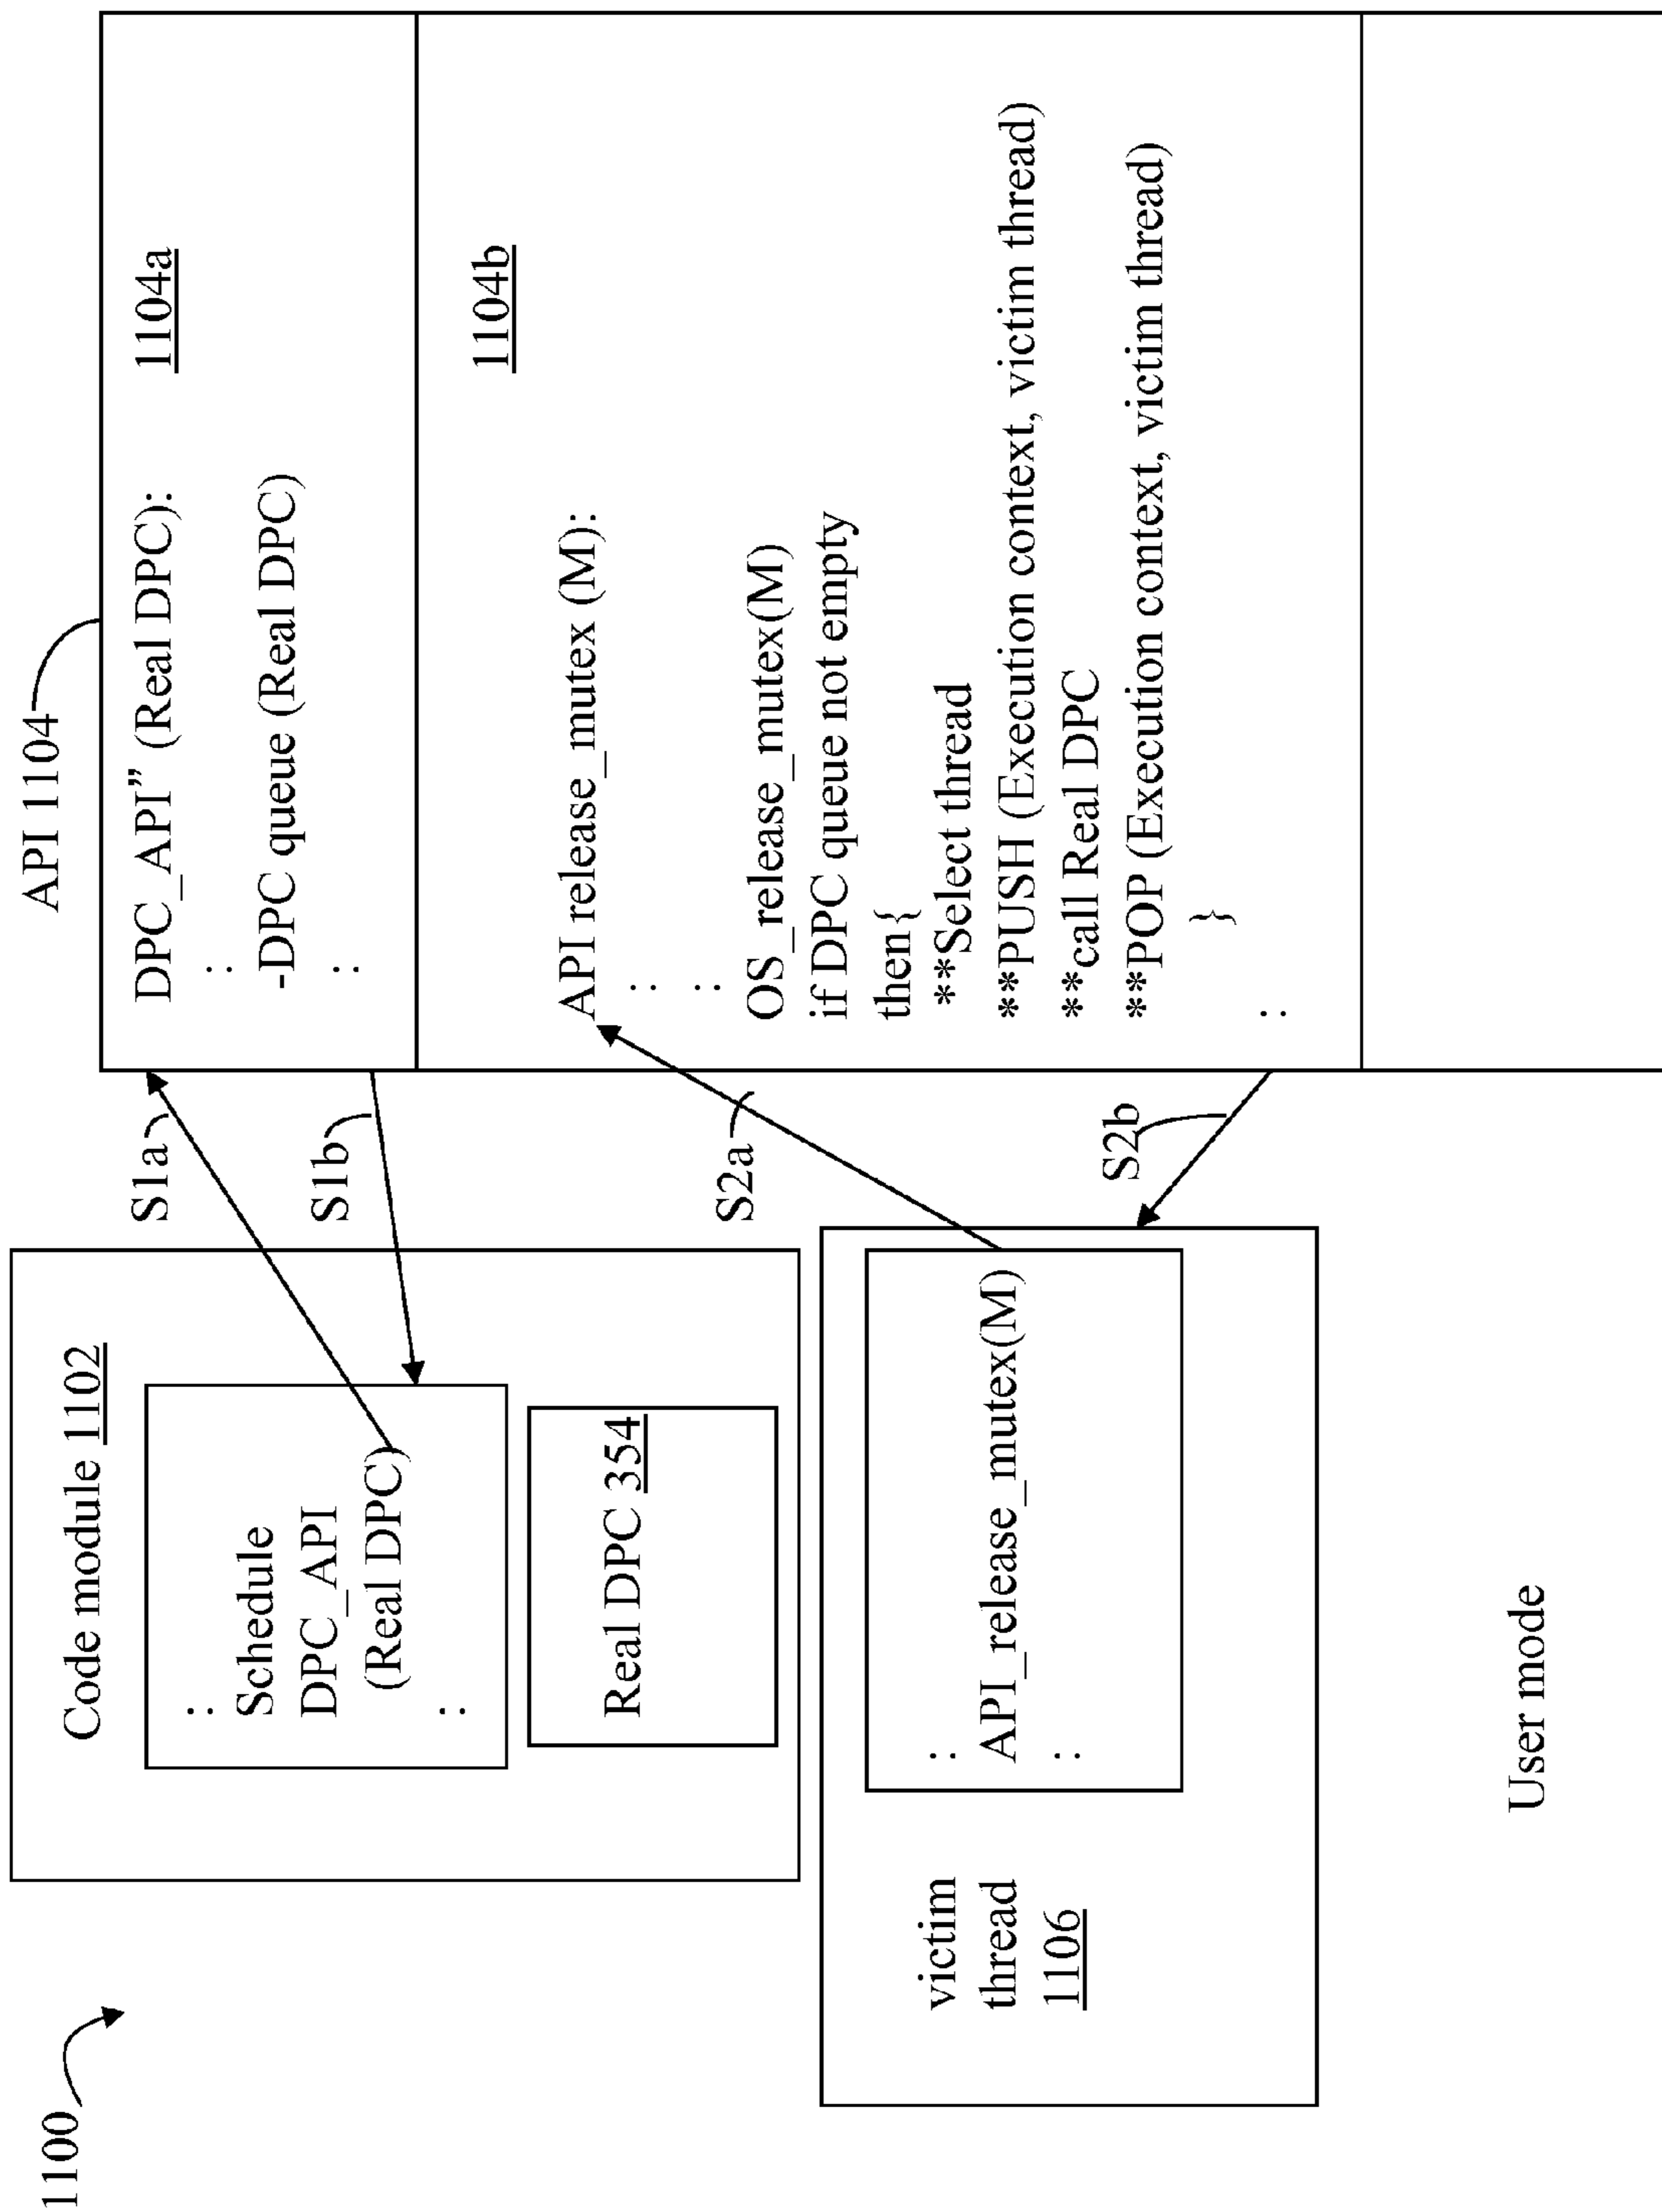 1100
Code module 1102
:
Schedule
DPC_API
(Real DPC)
:
Real DPC 354
victim
thread
1106
:
API_release_mutex(M)
:
User mode
S1a
S1b
S2a
S2b
API 1104
DPC_API” (Real DPC):
1104a
:
-DPC queue (Real DPC)
:
1104b
API release_mutex (M):
:
:
OS_release_mutex(M)
if DPC queue not empty
then{
**Select thread
**PUSH (Execution context, victim thread)
**call Real DPC
**POP (Execution context, victim thread)
}
: